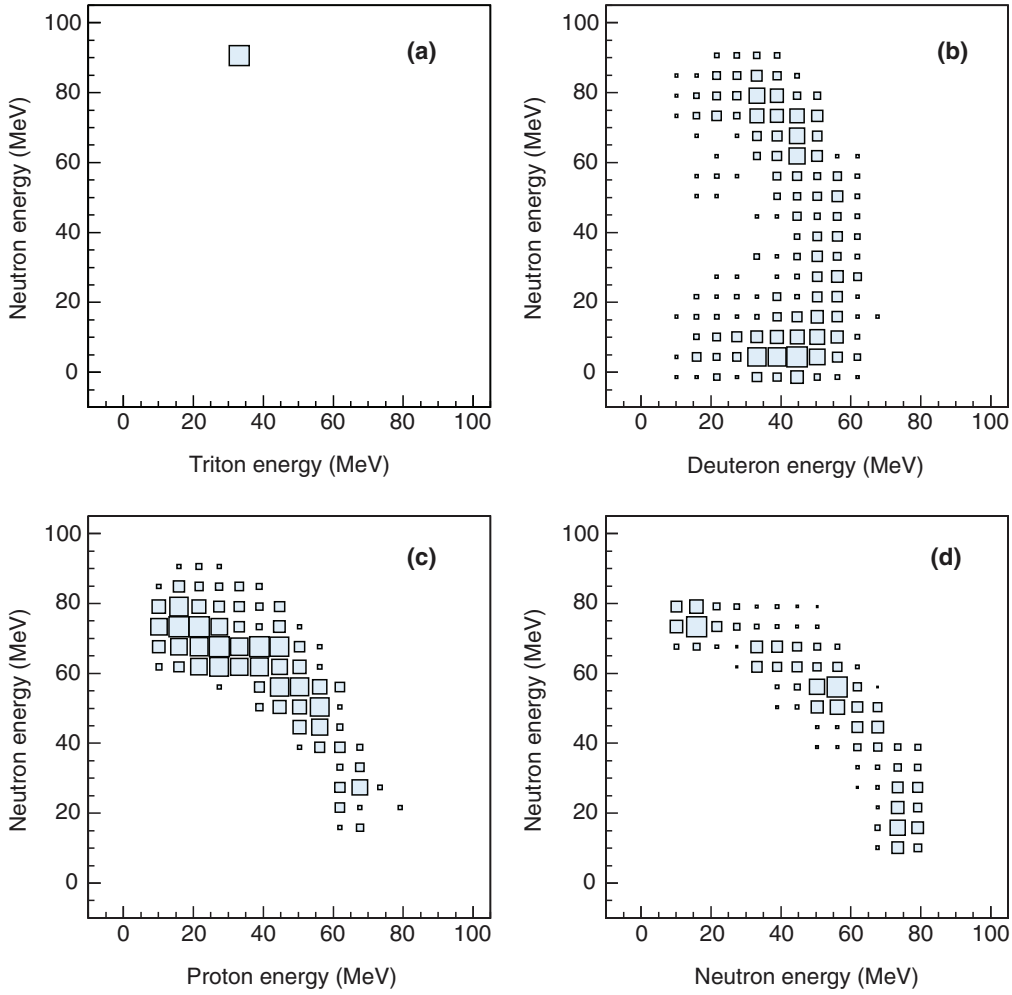 100
80
60
40
20
0
Neutron energy (MeV)
(a)
0 20 40 60 80 100
Triton energy (MeV)
100
80
60
40
20
0
Neutron energy (MeV)
(b)
0 20 40 60 80 100
Deuteron energy (MeV)
100
80
60
40
20
0
Neutron energy (MeV)
(c)
0 20 40 60 80 100
Proton energy (MeV)
100
80
60
40
20
0
Neutron energy (MeV)
(d)
0 20 40 60 80 100
Neutron energy (MeV)